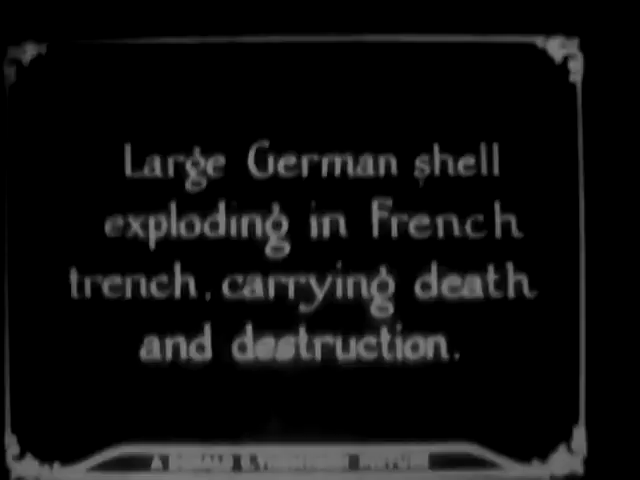 Large German shell
exploding in French
trench, carrying death
and destruction.